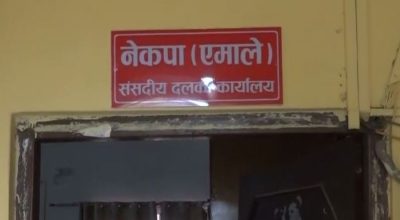 नेकपा (एमाले)
संसदीय दलको कार्यालय